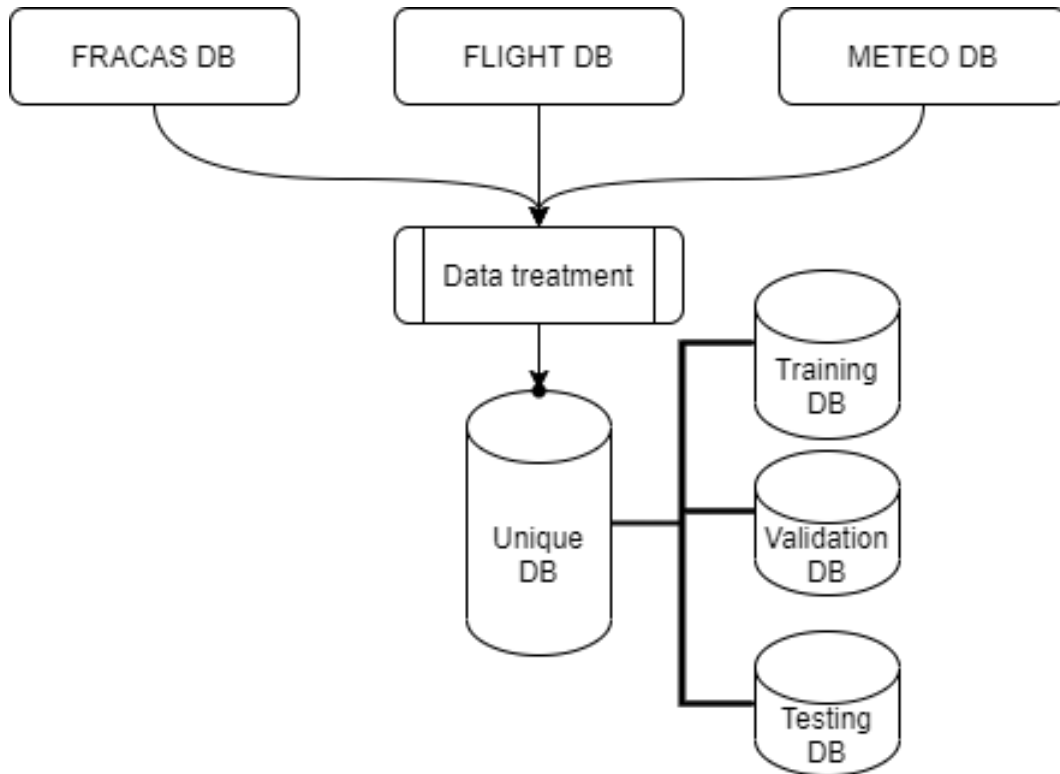 FRACAS DB
FLIGHT DB
METEO DB
Data treatment
Training
DB
Unique
DB
Validation
DB
Testing
DB